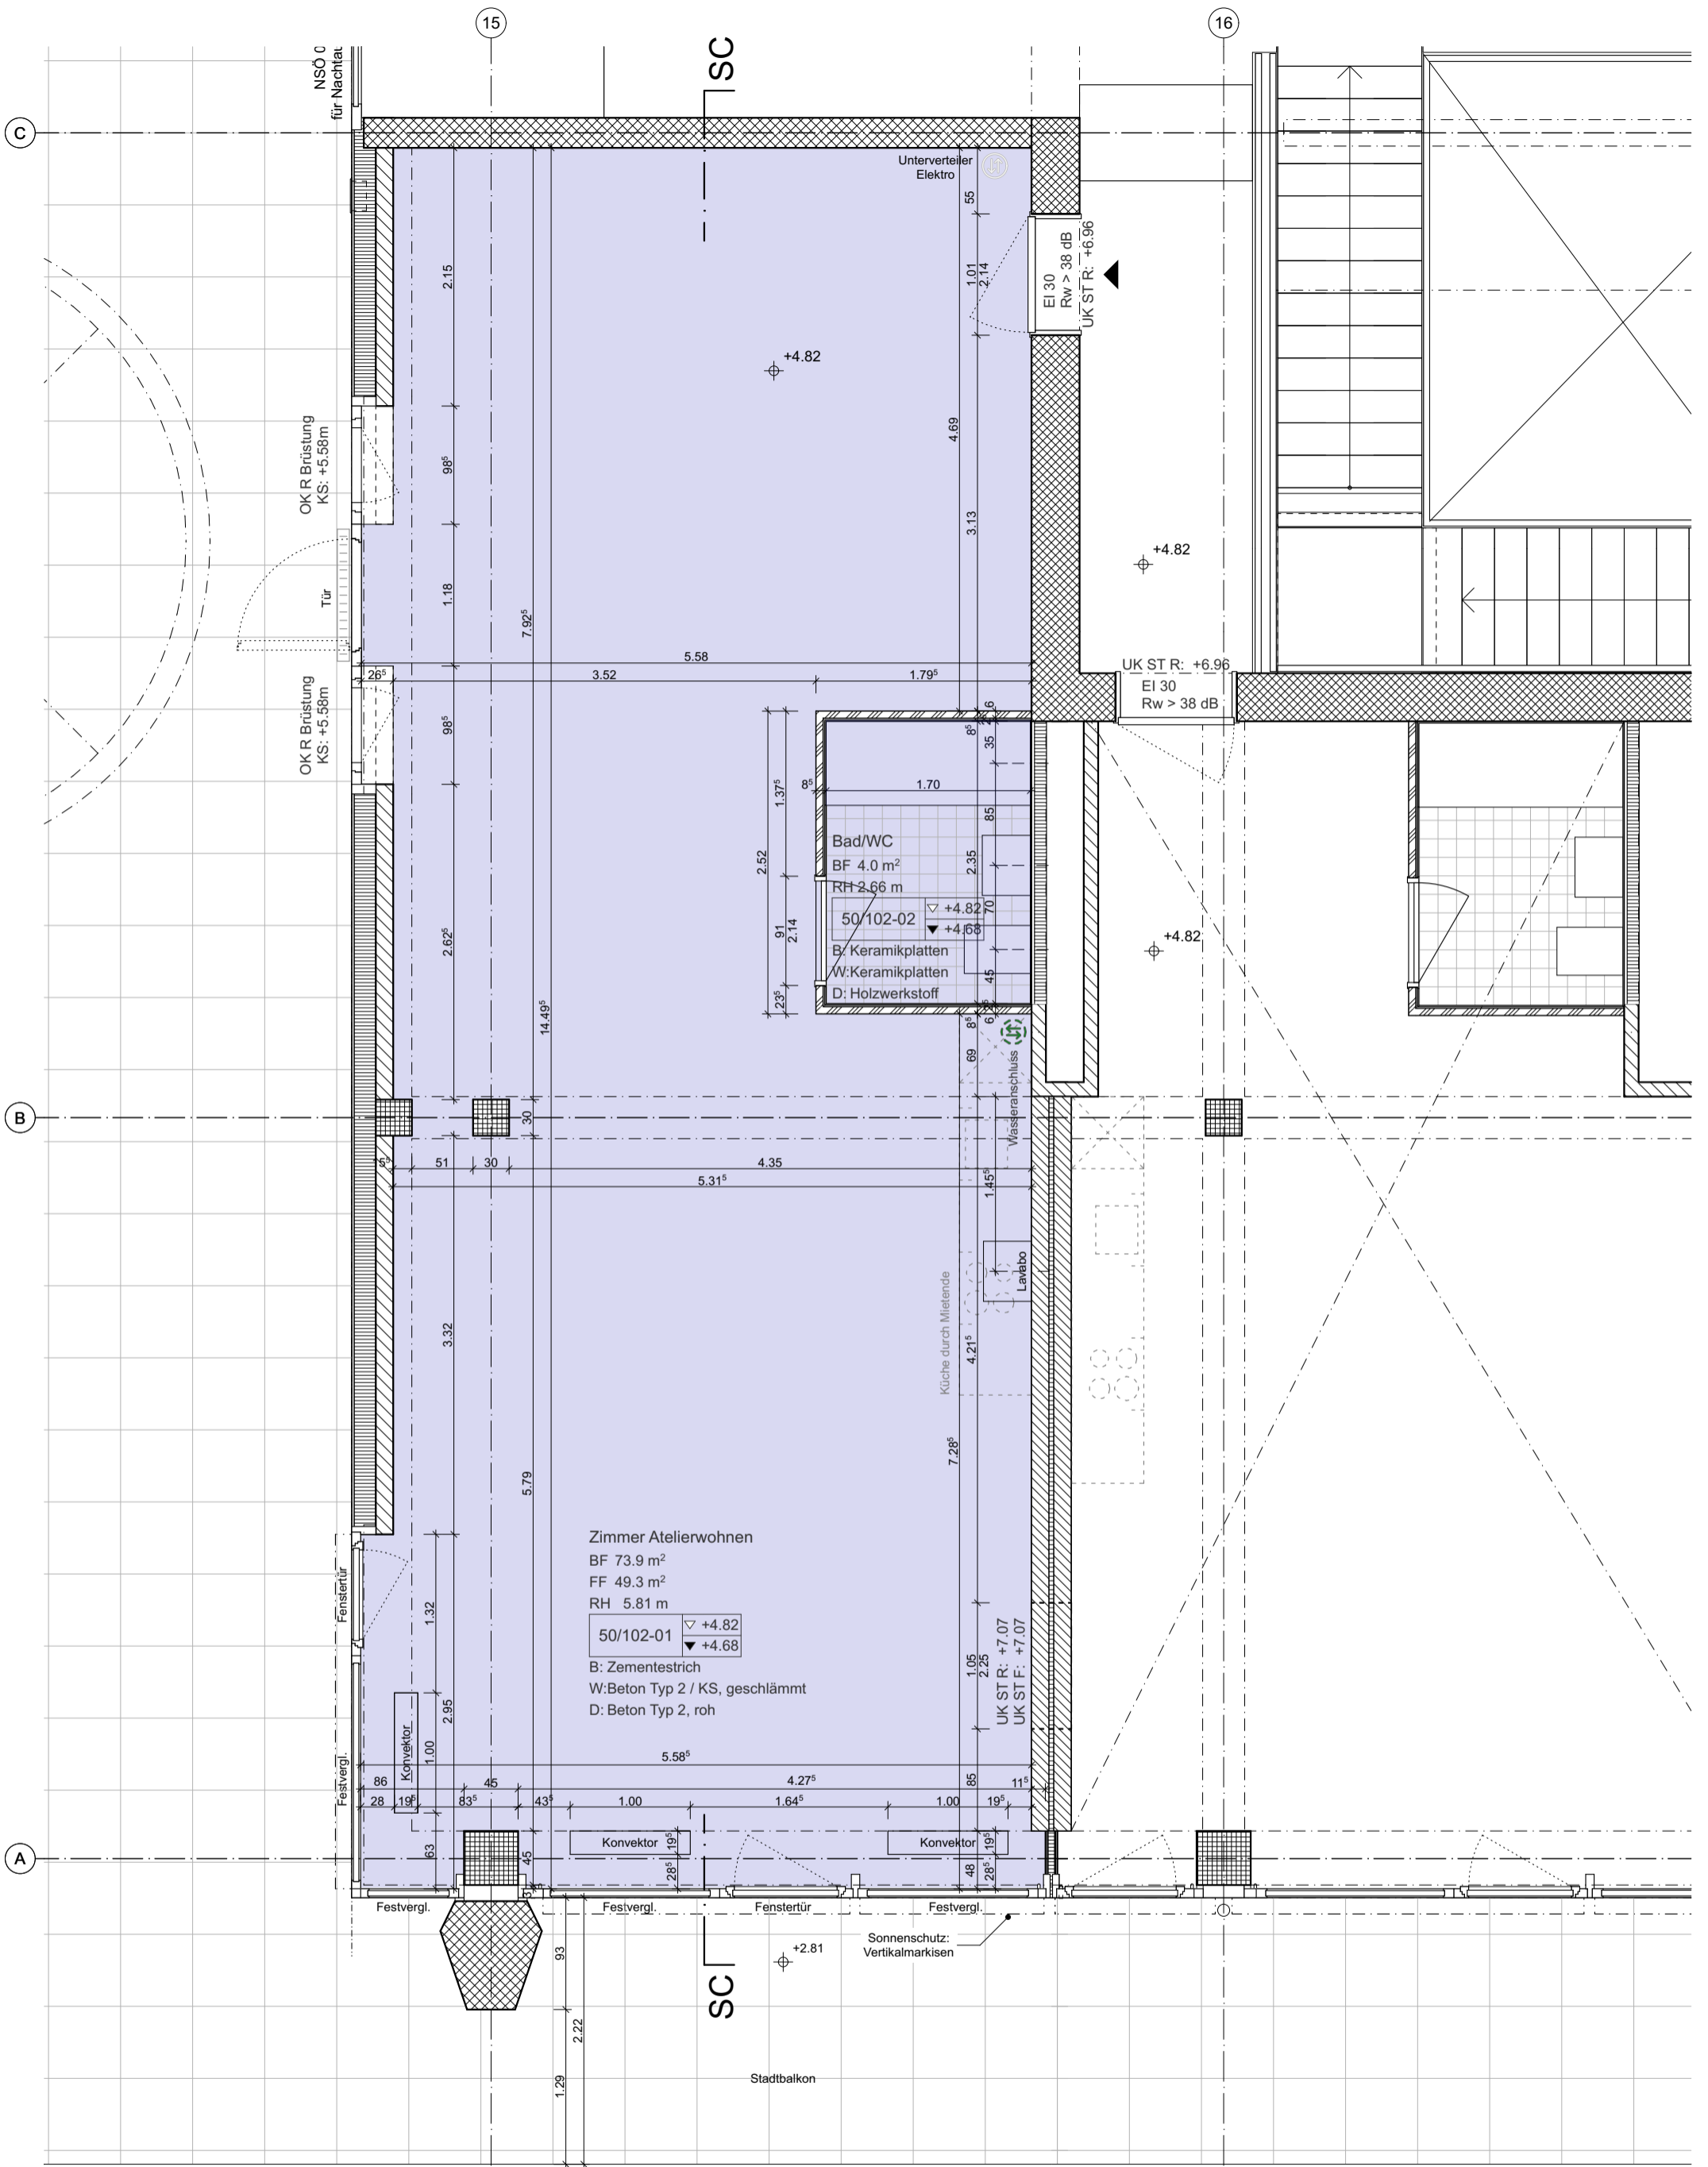 15
16
SC
NSÖ 0
für Nachtau
C
Unterverteiler
Elektro
55
2.15
1.01
2.14
EI 30
Rw > 38 dB
UK ST R: +6.96
+4.82
4.69
OK R Brüstung
KS: +5.58m
98⁵
3.13
+4.82
Tür
1.18
7.92⁵
5.58
26⁵
3.52
1.79⁵
UK ST R: +6.96
EI 30
Rw > 38 dB
OK R Brüstung
KS: +5.58m
98⁵
6
8⁵
35
1.37⁵
8⁵
1.70
85
2.52
Bad/WC
BF 4.0 m²
RH 2.66 m
2.35
50/102-02
+4.82
+4.68
70
91
2.14
2.62⁵
B: Keramikplatten
W:Keramikplatten
D: Holzwerkstoff
45
23⁵
+4.82
14.49⁵
8⁵
6
69
Wasseranschluss
B
30
51
30
4.35
5.31⁵
1.45⁵
Lavabo
Küche durch Mietende
3.32
4.21⁵
7.28⁵
5.79
Zimmer Atelierwohnen
BF 73.9 m²
FF 49.3 m²
RH 5.81 m
50/102-01
+4.82
+4.68
B: Zementestrich
W:Beton Typ 2 / KS, geschlämmt
D: Beton Typ 2, roh
Fenstertür
1.32
1.05
2.25
UK ST R: +7.07
UK ST F: +7.07
2.95
Konvektor
1.00
Festvergl.
5.58⁵
86
45
4.27⁵
11⁵
85
28
19⁵
83⁵
43⁵
1.00
1.64⁵
1.00
19⁵
A
63
45
Konvektor
19⁵
28⁵
Konvektor
19⁵
48
28⁵
3
Festvergl.
Festvergl.
Fenstertür
Festvergl.
Sonnenschutz:
Vertikalmarkisen
93
+2.81
SC
2.22
1.29
Stadtbalkon